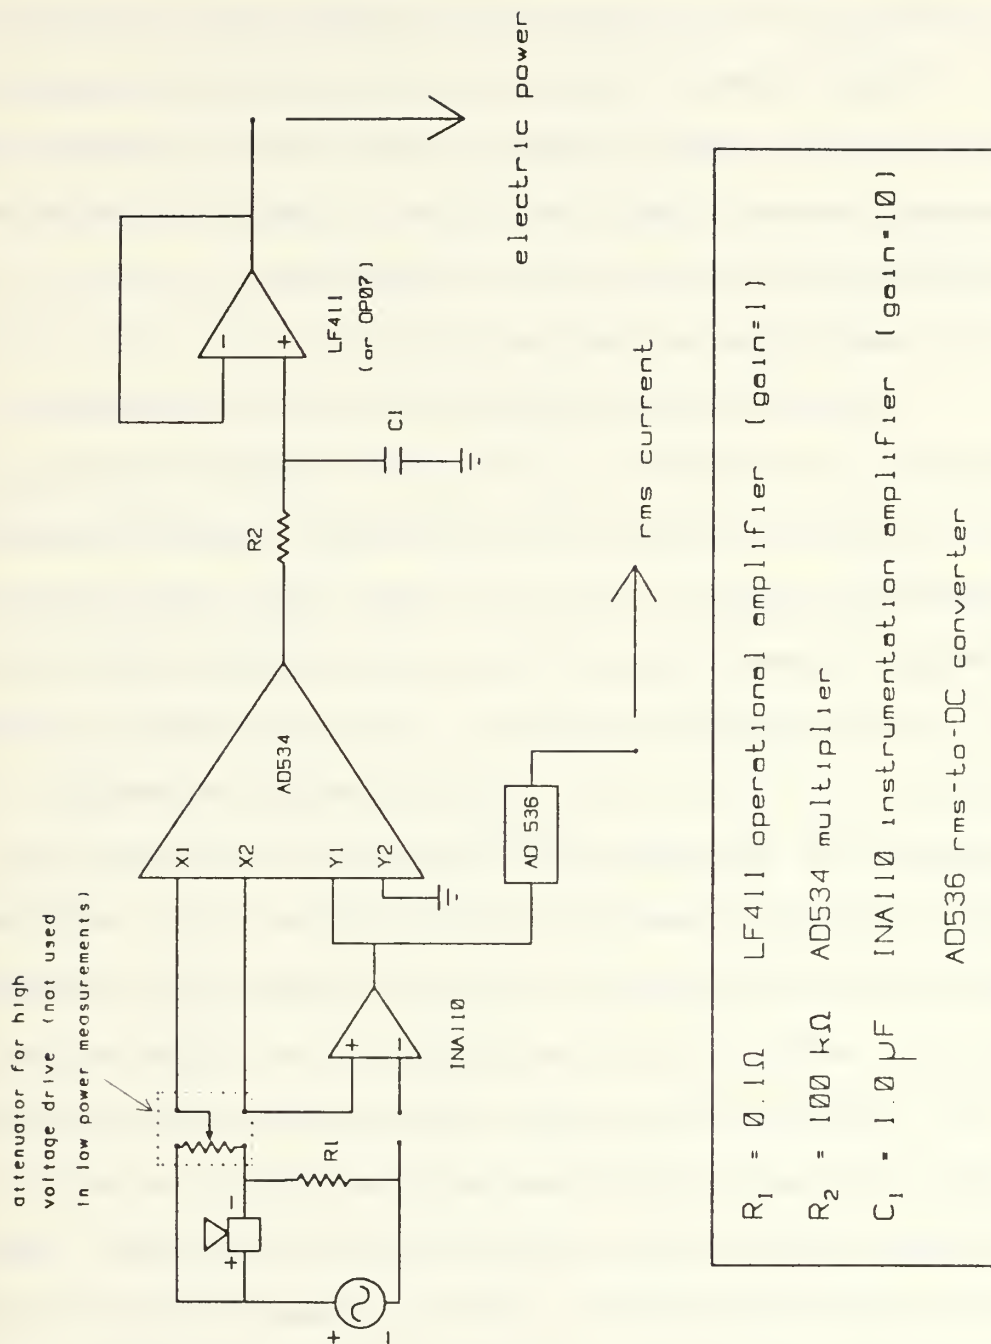 attenuator for high
voltage drive (not used
in low power measurements)
+
-
+
-
R1
X1
X2
Y1
Y2
AD534
+
-
INA110
AD 536
R2
C1
-
+
LF411
(or OP07)
electric power
rms current
R1 = 0.1Ω LF411 operational amplifier (gain=1)
R2 = 100 kΩ AD534 multiplier
C1 = 1.0 μF INA110 instrumentation amplifier (gain=10)
AD536 rms-to-DC converter